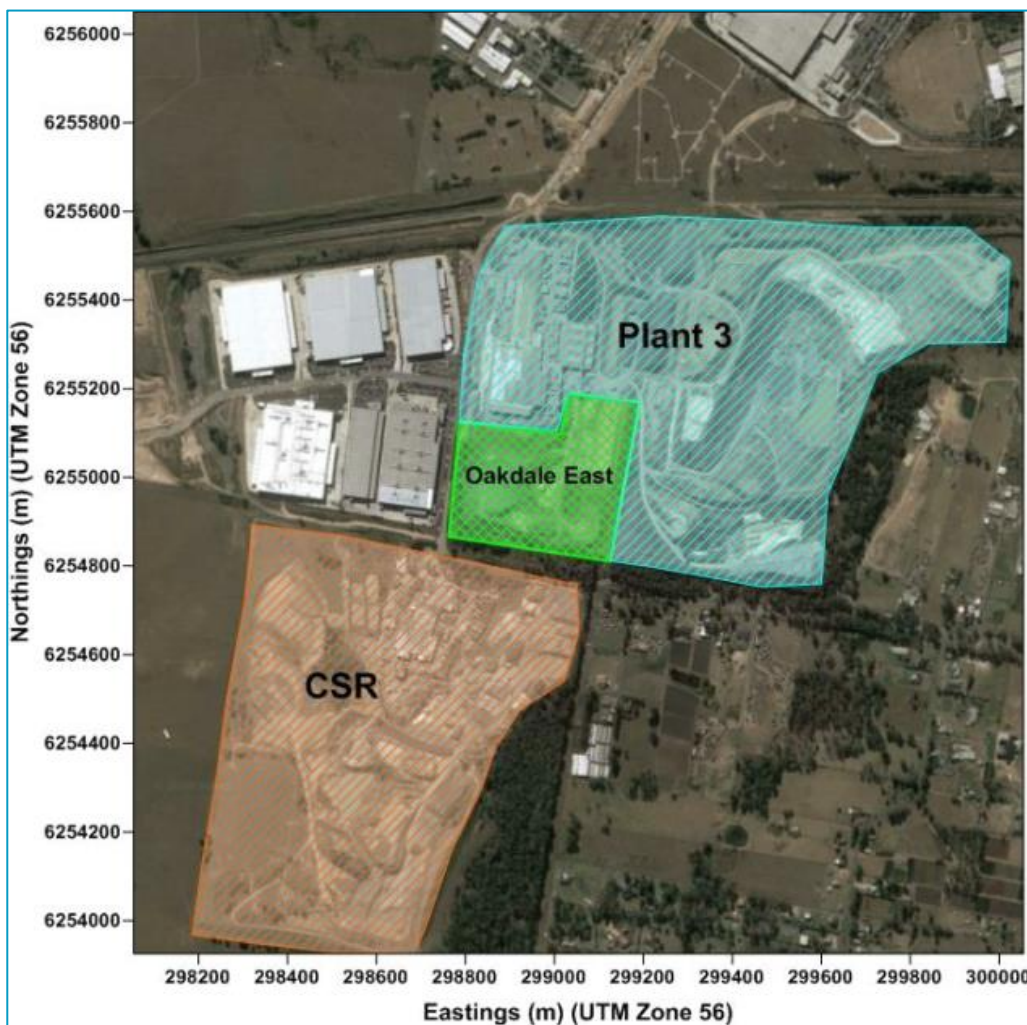 6256000
6255800
6255600
6255400
6255200
6255000
6254800
6254600
6254400
6254200
6254000
Northings (m) (UTM Zone 56)
Plant 3
Oakdale East
CSR
298200 298400 298600 298800 299000 299200 299400 299600 299800 300000
Eastings (m) (UTM Zone 56)